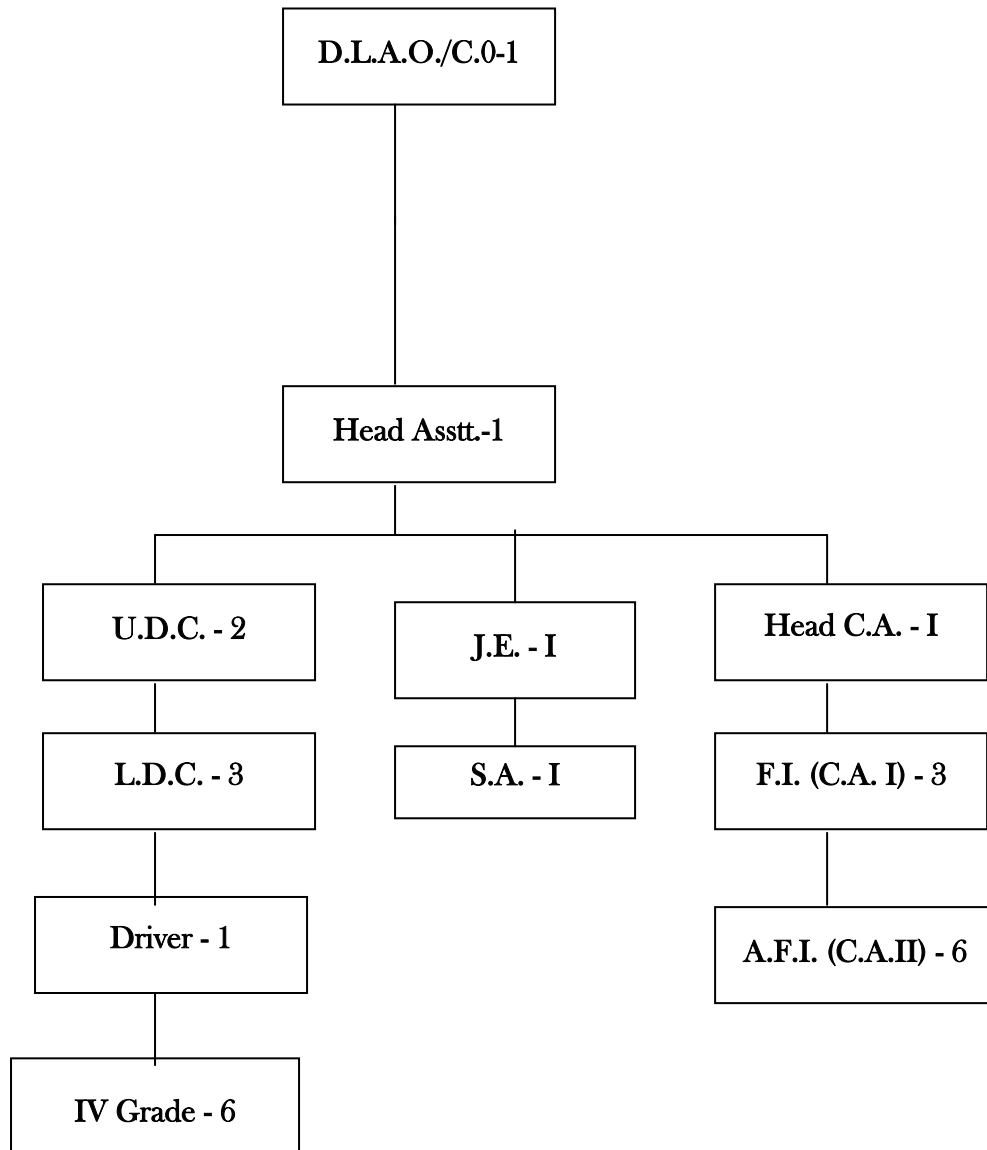 D.L.A.O./C.0-1
Head Asstt.-1
U.D.C. - 2
J.E. - I
Head C.A. - I
L.D.C. - 3
S.A. - I
F.I. (C.A. I) - 3
Driver - 1
A.F.I. (C.A.II) - 6
IV Grade - 6